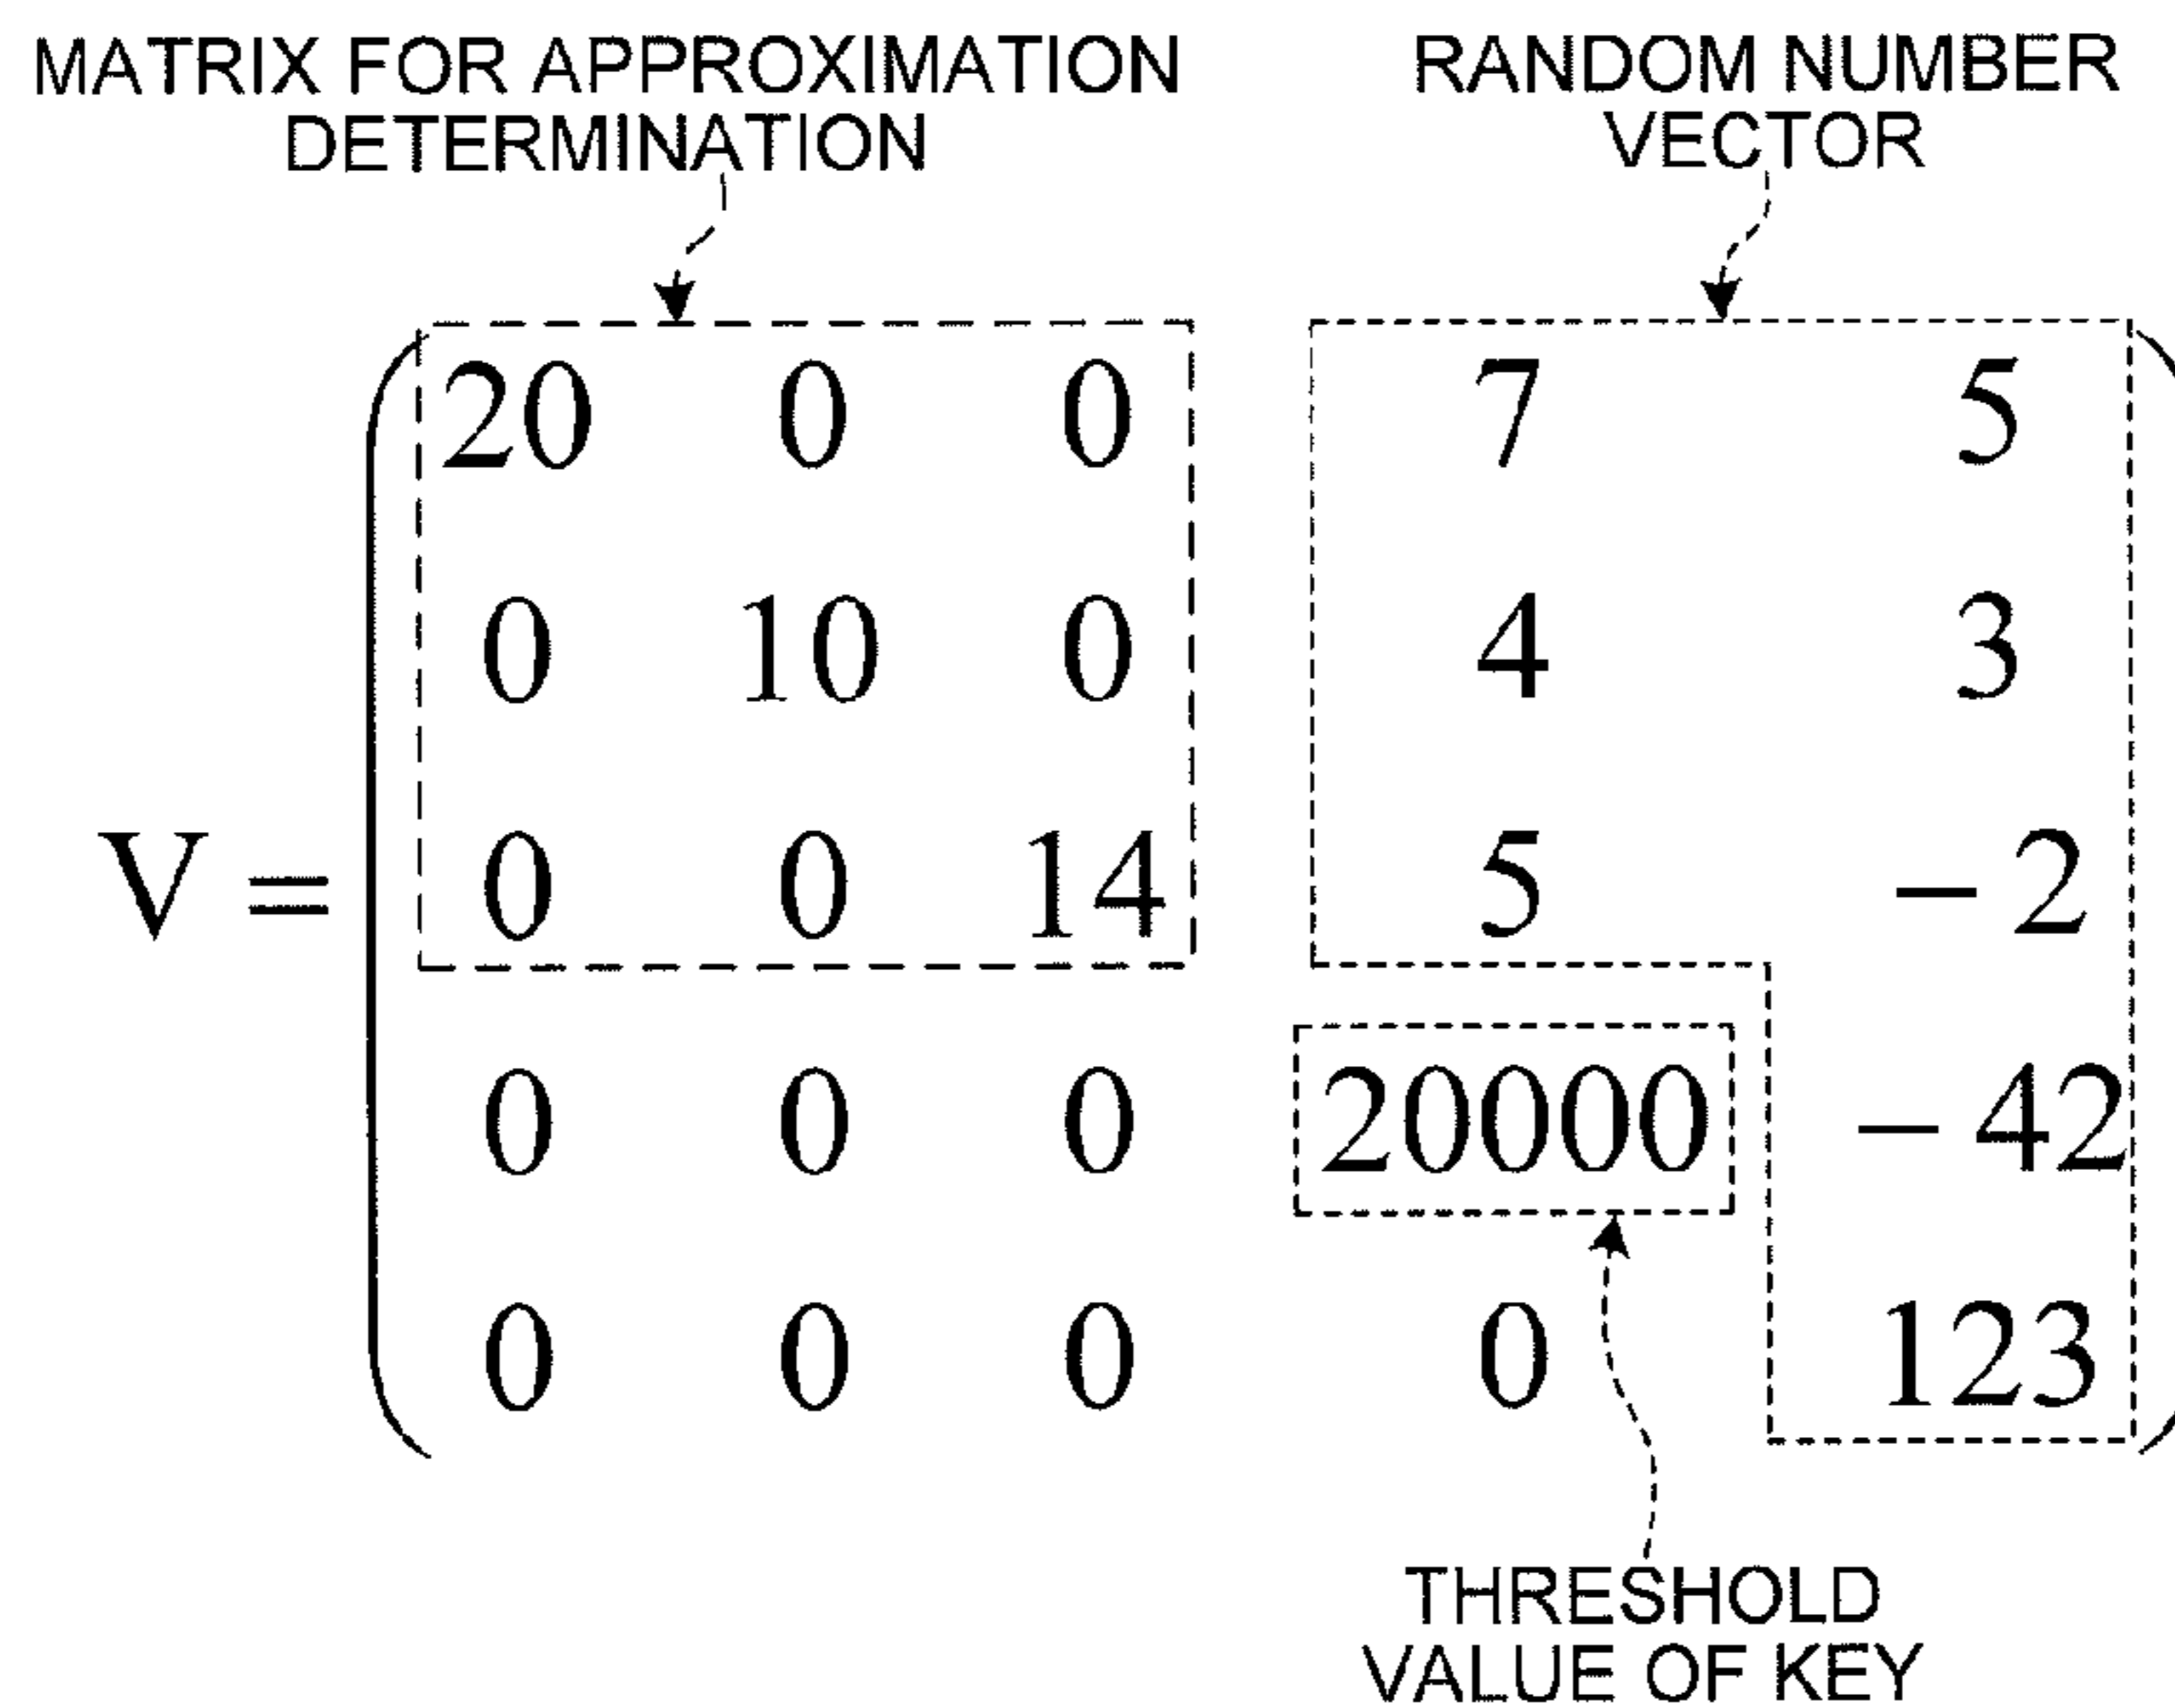 MATRIX FOR APPROXIMATION
DETERMINATION
RANDOM NUMBER
VECTOR
20 0 0 7 5
0 10 0 4 3
V = 0 0 14 5 − 2
0 0 0 20000 − 42
0 0 0 0 123
THRESHOLD
VALUE OF KEY